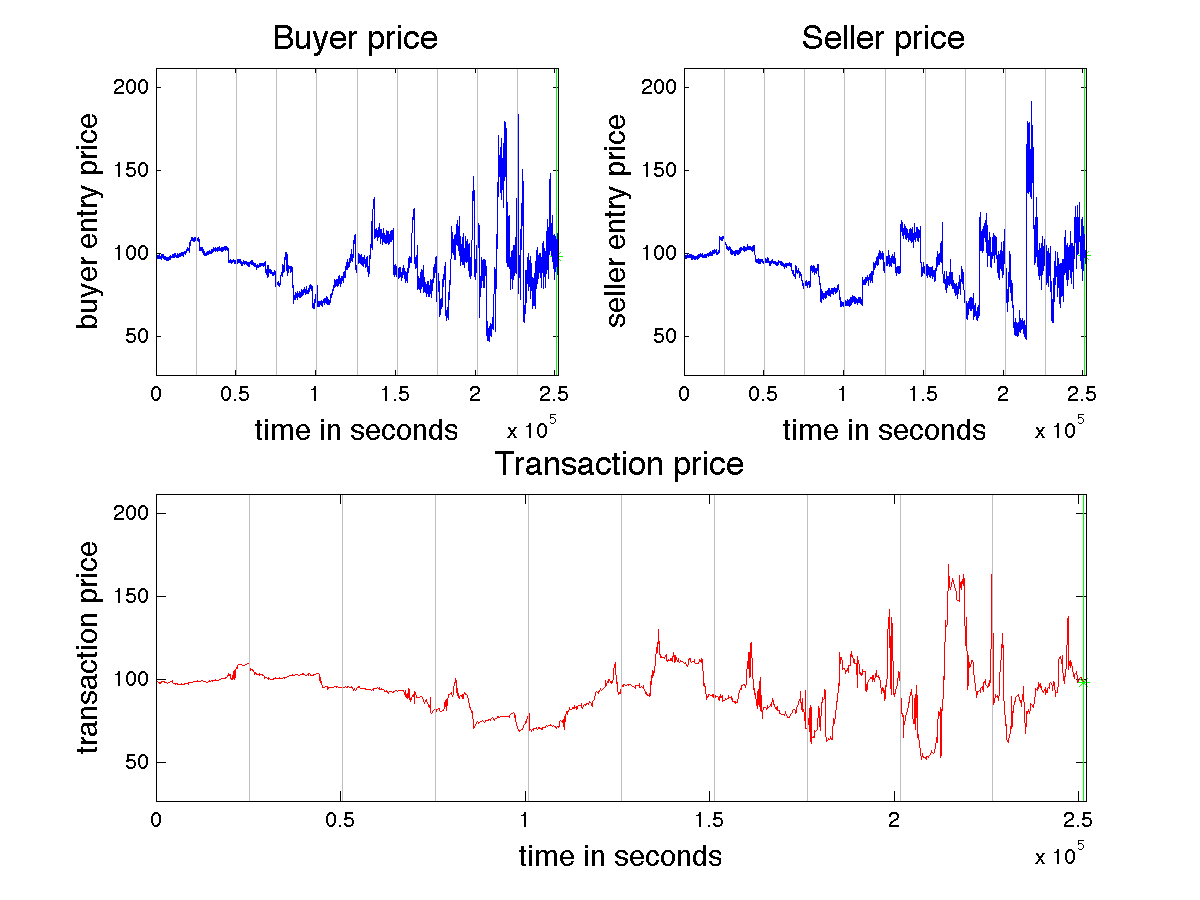 Buyer price
Seller price
200
150
100
50
buyer entry price
0 0.5 1 1.5 2 2.5
x 10^5
time in seconds
200
150
100
50
seller entry price
0 0.5 1 1.5 2 2.5
x 10^5
time in seconds
Transaction price
200
150
100
50
transaction price
0 0.5 1 1.5 2 2.5
x 10^5
time in seconds